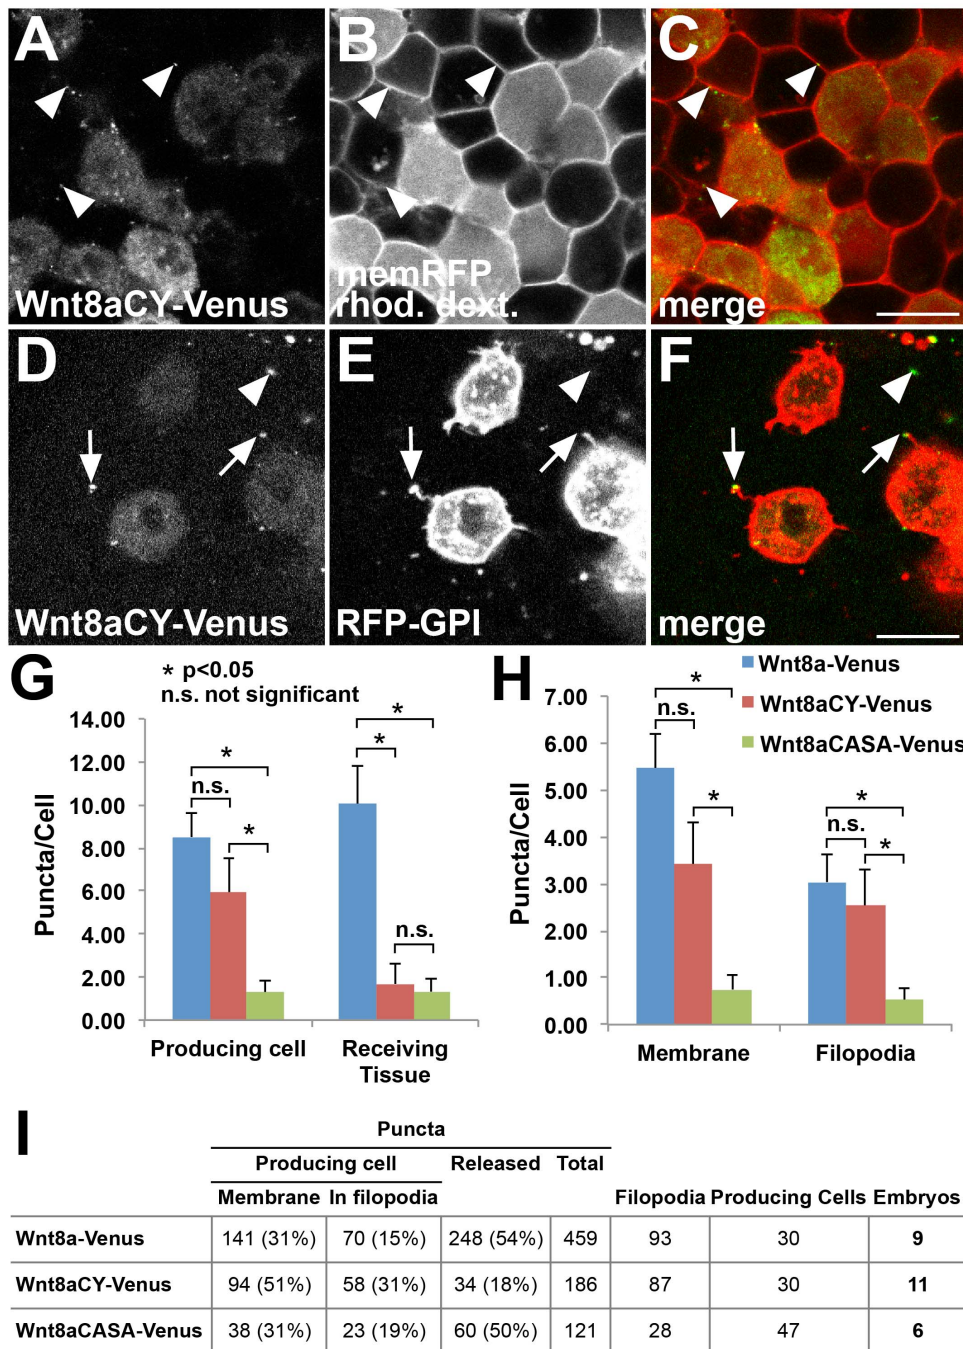 A
B
C
Wnt8aCY-Venus
memRFP
rhod. dext.
merge
D
E
F
Wnt8aCY-Venus
RFP-GPI
merge
G
* p<0.05
n.s. not significant
14.00
12.00
10.00
8.00
6.00
4.00
2.00
0.00
Puncta/Cell
*
n.s.
*
*
*
n.s.
Producing cell
Receiving
Tissue
H
Wnt8a-Venus
Wnt8aCY-Venus
Wnt8aCASA-Venus
7.00
6.00
5.00
4.00
3.00
2.00
1.00
0.00
Puncta/Cell
*
n.s.
*
*
n.s.
*
Membrane
Filopodia
I
Puncta
Producing cell Released Total
Membrane In filopodia Filopodia Producing Cells Embryos
Wnt8a-Venus 141 (31%) 70 (15%) 248 (54%) 459 93 30 9
Wnt8aCY-Venus 94 (51%) 58 (31%) 34 (18%) 186 87 30 11
Wnt8aCASA-Venus 38 (31%) 23 (19%) 60 (50%) 121 28 47 6